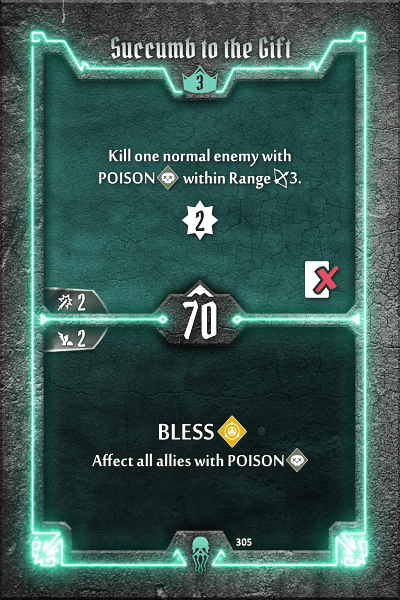 Succumb to the Gift
3
Kill one normal enemy with
POISON within Range 3.
2
2
70
2
BLESS
Affect all allies with POISON
305